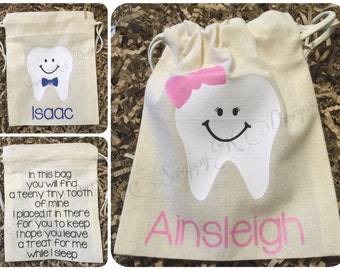 Isaac
in this bag
you will find
a teeny tiny tooth
of mine
I placed it in there
for you to keep
I hope you leave
a treat for me
while I sleep
Ainsleigh